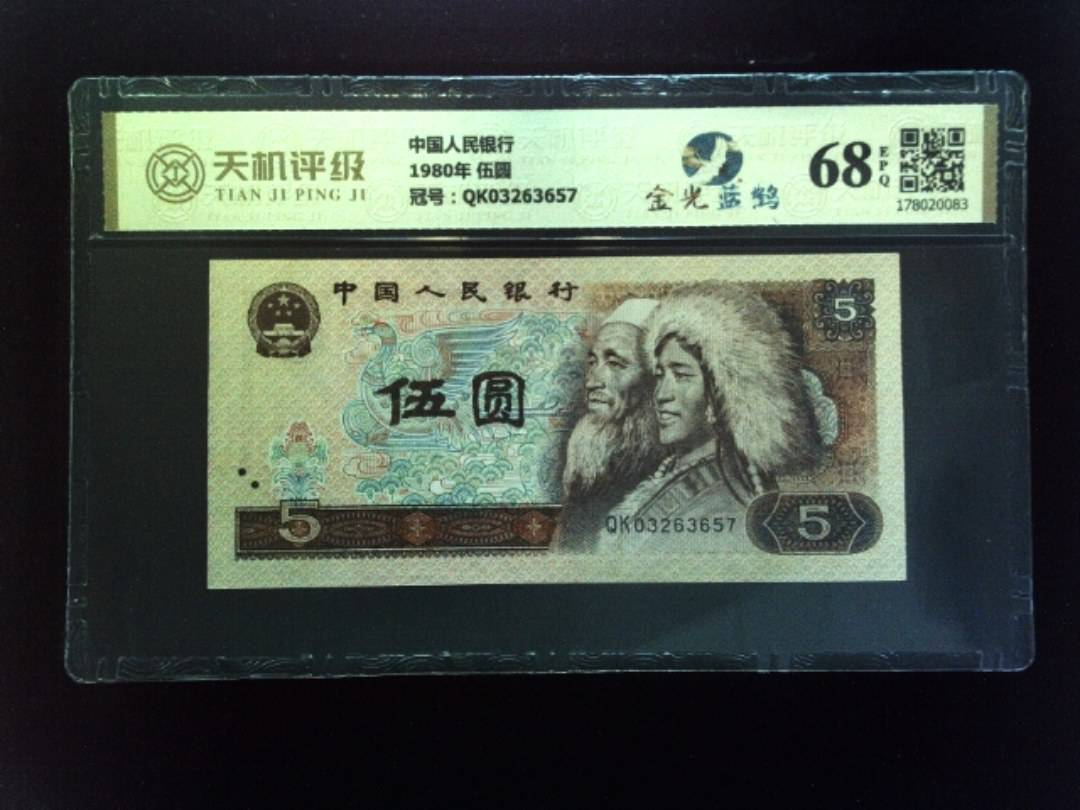 天机评级
TIAN JI PING JI
中国人民银行
1980年 伍圆
冠号：QK03263657
金光蓝鹤
68
EPQ
178020083
中国人民银行
5
伍圆
5
QK03263657
5